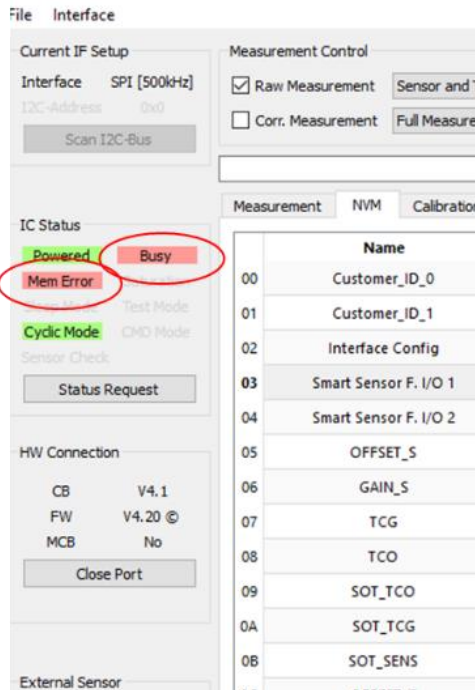 File Interface
Current IF Setup
Interface SPI [500kHz]
I2C-Address 0x0
Scan I2C-Bus
IC Status
Powered Busy
Mem Error
Sleep Mode Test Mode
Cyclic Mode CMD Mode
Sensor Check
Status Request
HW Connection
CB V4.1
FW V4.20 ©
MCB No
Close Port
External Sensor
Measurement Control
Raw Measurement Sensor and
Corr. Measurement Full Measure
Measurement NVM Calibration
Name
00 Customer_ID_0
01 Customer_ID_1
02 Interface Config
03 Smart Sensor F. I/O 1
04 Smart Sensor F. I/O 2
05 OFFSET_S
06 GAIN_S
07 TCG
08 TCO
09 SOT_TCO
0A SOT_TCG
0B SOT_SENS